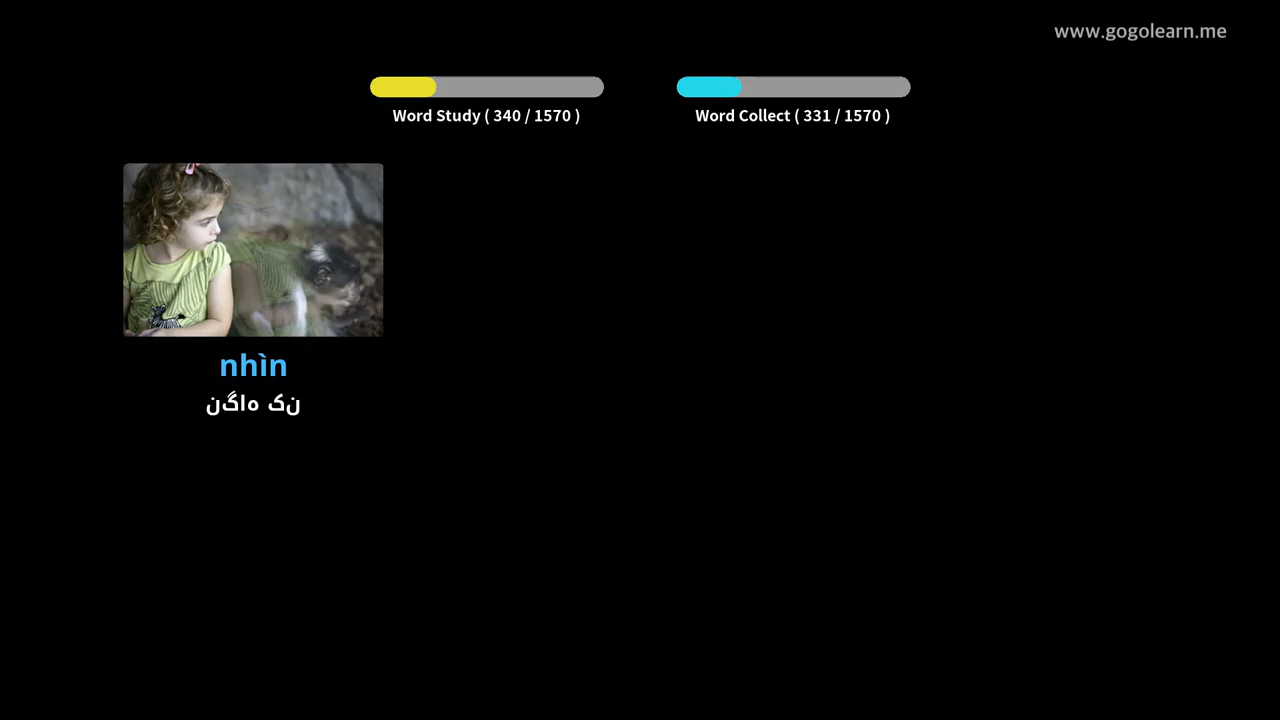 www.gogolearn.me
Word Study ( 340 / 1570 )
Word Collect ( 331 / 1570 )
nhìn
نگاه کن